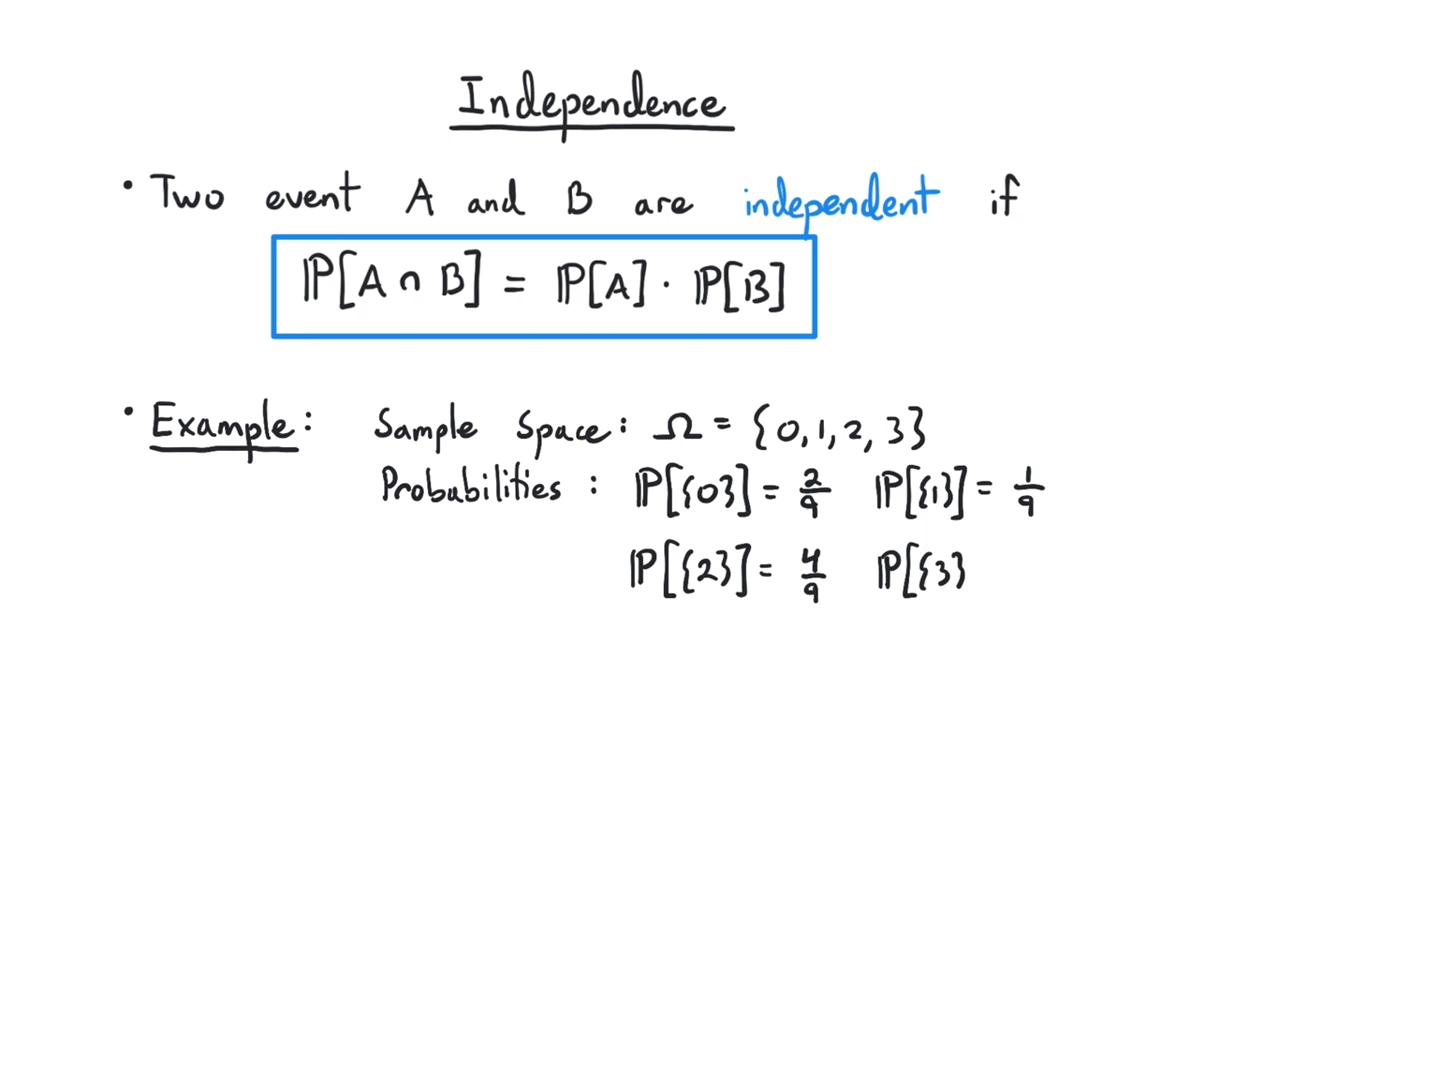 Independence
• Two event A and B are independent if
ℙ[A ∩ B] = ℙ[A] · ℙ[B]
• Example: Sample Space: Ω = {0, 1, 2, 3}
Probabilities: ℙ[{0}] = 2/9 ℙ[{1}] = 1/9
ℙ[{2}] = 4/9 ℙ[{3}